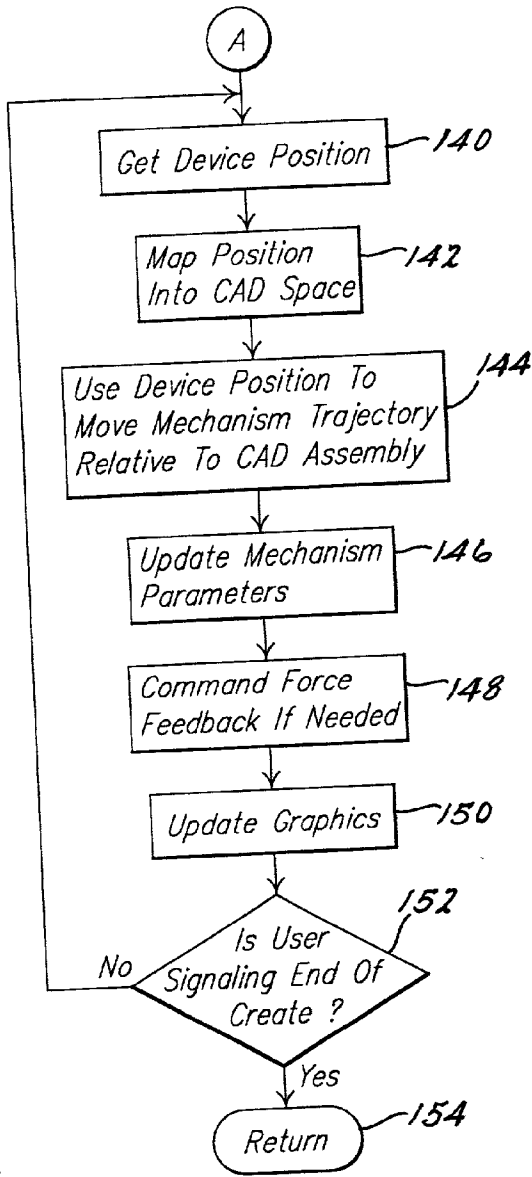 A
Get Device Position
140
Map Position
Into CAD Space
142
Use Device Position To
Move Mechanism Trajectory
Relative To CAD Assembly
144
Update Mechanism
Parameters
146
Command Force
Feedback If Needed
148
Update Graphics
150
Is User
Signaling End Of
Create ?
152
No
Yes
Return
154